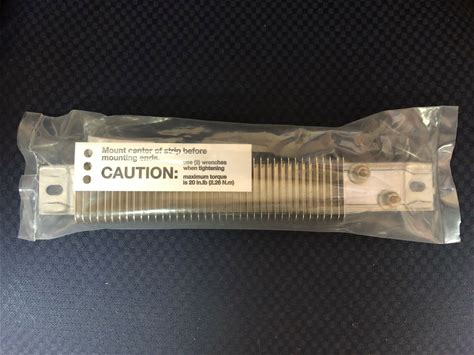 Mount center of strip before
mounting ends.
use (2) wrenches
when tightening
CAUTION:
maximum torque
is 20 in.lb (2.26 N.m)